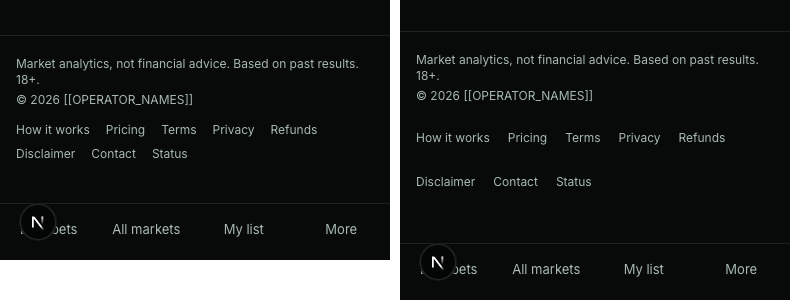 Market analytics, not financial advice. Based on past results.
18+.
© 2026 [[OPERATOR_NAMES]]
How it works Pricing Terms Privacy Refunds
Disclaimer Contact Status
N
All markets My list More
Market analytics, not financial advice. Based on past results.
18+.
© 2026 [[OPERATOR_NAMES]]
How it works Pricing Terms Privacy Refunds
Disclaimer Contact Status
N
All markets My list More